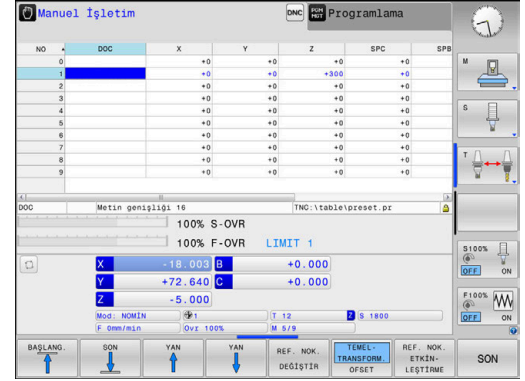 Manuel İşletim
DNC
PGM MGT
Programlama
NO DOC X Y Z SPC SPB
0 +0 +0 +0 +0
1 +0 +0 +300 +0
2 +0 +0 +0 +0
3 +0 +0 +0 +0
4 +0 +0 +0 +0
5 +0 +0 +0 +0
6 +0 +0 +0 +0
7 +0 +0 +0 +0
8 +0 +0 +0 +0
9 +0 +0 +0 +0
DOC Metin genişliği 16 TNC:\table\preset.pr
100% S-OVR
100% F-OVR LIMIT 1
X -18.003 B +0.000
Y +72.640 C +0.000
Z -5.000
Mod: NOMİN 1 T 12 Z S 1800
F 0mm/min Ovr 100% M 5/9
M
S
T
S100%
OFF ON
F100%
OFF ON
BAŞLANG.
SON
YAN
YAN
REF. NOK.
DEĞİŞTİR
TEMEL-
TRANSFORM.
OFSET
REF. NOK.
ETKİN-
LEŞTİRME
SON